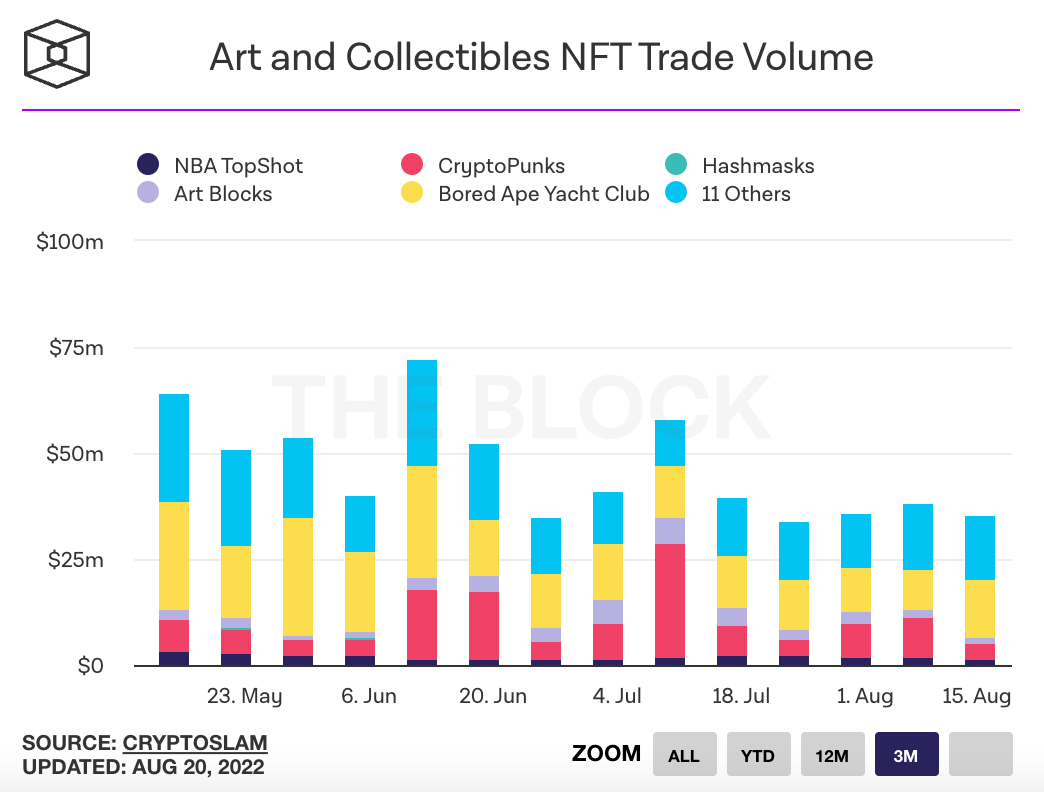 Art and Collectibles NFT Trade Volume
NBA TopShot
CryptoPunks
Hashmasks
Art Blocks
Bored Ape Yacht Club
11 Others
$100m
$75m
$50m
$25m
$0
THE BLOCK
23. May
6. Jun
20. Jun
4. Jul
18. Jul
1. Aug
15. Aug
SOURCE: CRYPTOSLAM
UPDATED: AUG 20, 2022
ZOOM
ALL
YTD
12M
3M